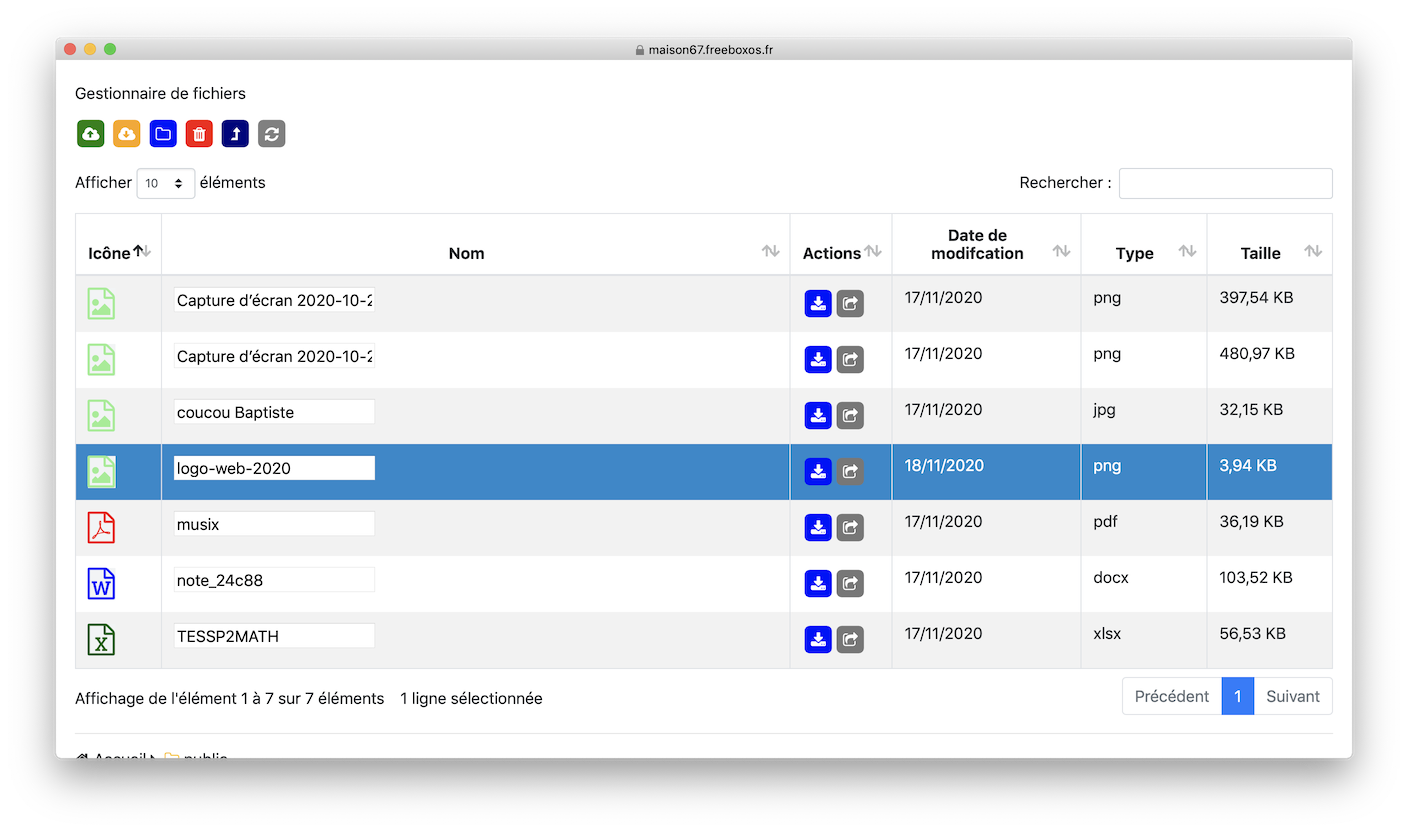 maison67.freeboxos.fr
Gestionnaire de fichiers
Afficher 10 éléments Rechercher :
Icône Nom Actions Date de modifcation Type Taille
Capture d’écran 2020-10-2 17/11/2020 png 397,54 KB
Capture d’écran 2020-10-2 17/11/2020 png 480,97 KB
coucou Baptiste 17/11/2020 jpg 32,15 KB
logo-web-2020 18/11/2020 png 3,94 KB
musix 17/11/2020 pdf 36,19 KB
W note_24c88 17/11/2020 docx 103,52 KB
X TESSP2MATH 17/11/2020 xlsx 56,53 KB
Affichage de l'élément 1 à 7 sur 7 éléments 1 ligne sélectionnée Précédent 1 Suivant
Accueil public